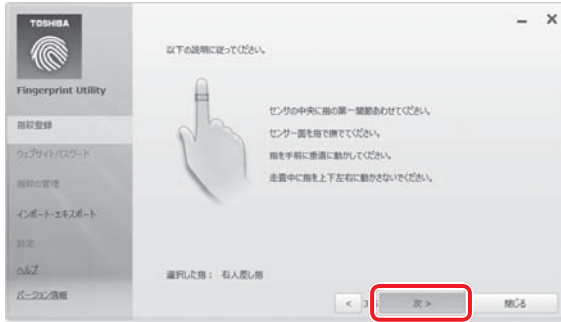 TOSHIBA
Fingerprint Utility
指紋登録
ウェブサイトパスワード
指紋の管理
インポート・エキスポート
設定
ヘルプ
バージョン情報
以下の説明に従ってください。
センサの中央に指の第一関節あわせてください。
センサー面を指で撫でてください。
指を手前に垂直に動かしてください。
走査中に指を上下左右に動かさないでください。
選択した指： 右人差し指
<
次 >
閉じる